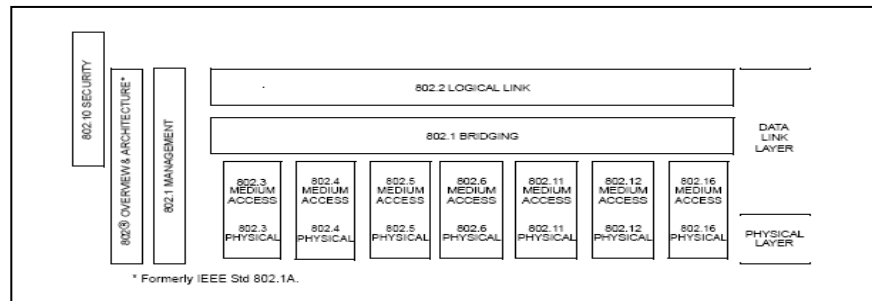 802.10 SECURITY
802® OVERVIEW & ARCHITECTURE*
802.1 MANAGEMENT
802.2 LOGICAL LINK
802.1 BRIDGING
DATA
LINK
LAYER
802.3
MEDIUM
ACCESS
802.3
PHYSICAL
802.4
MEDIUM
ACCESS
802.4
PHYSICAL
802.5
MEDIUM
ACCESS
802.5
PHYSICAL
802.6
MEDIUM
ACCESS
802.6
PHYSICAL
802.11
MEDIUM
ACCESS
802.11
PHYSICAL
802.12
MEDIUM
ACCESS
802.12
PHYSICAL
802.16
MEDIUM
ACCESS
802.16
PHYSICAL
PHYSICAL
LAYER
* Formerly IEEE Std 802.1A.